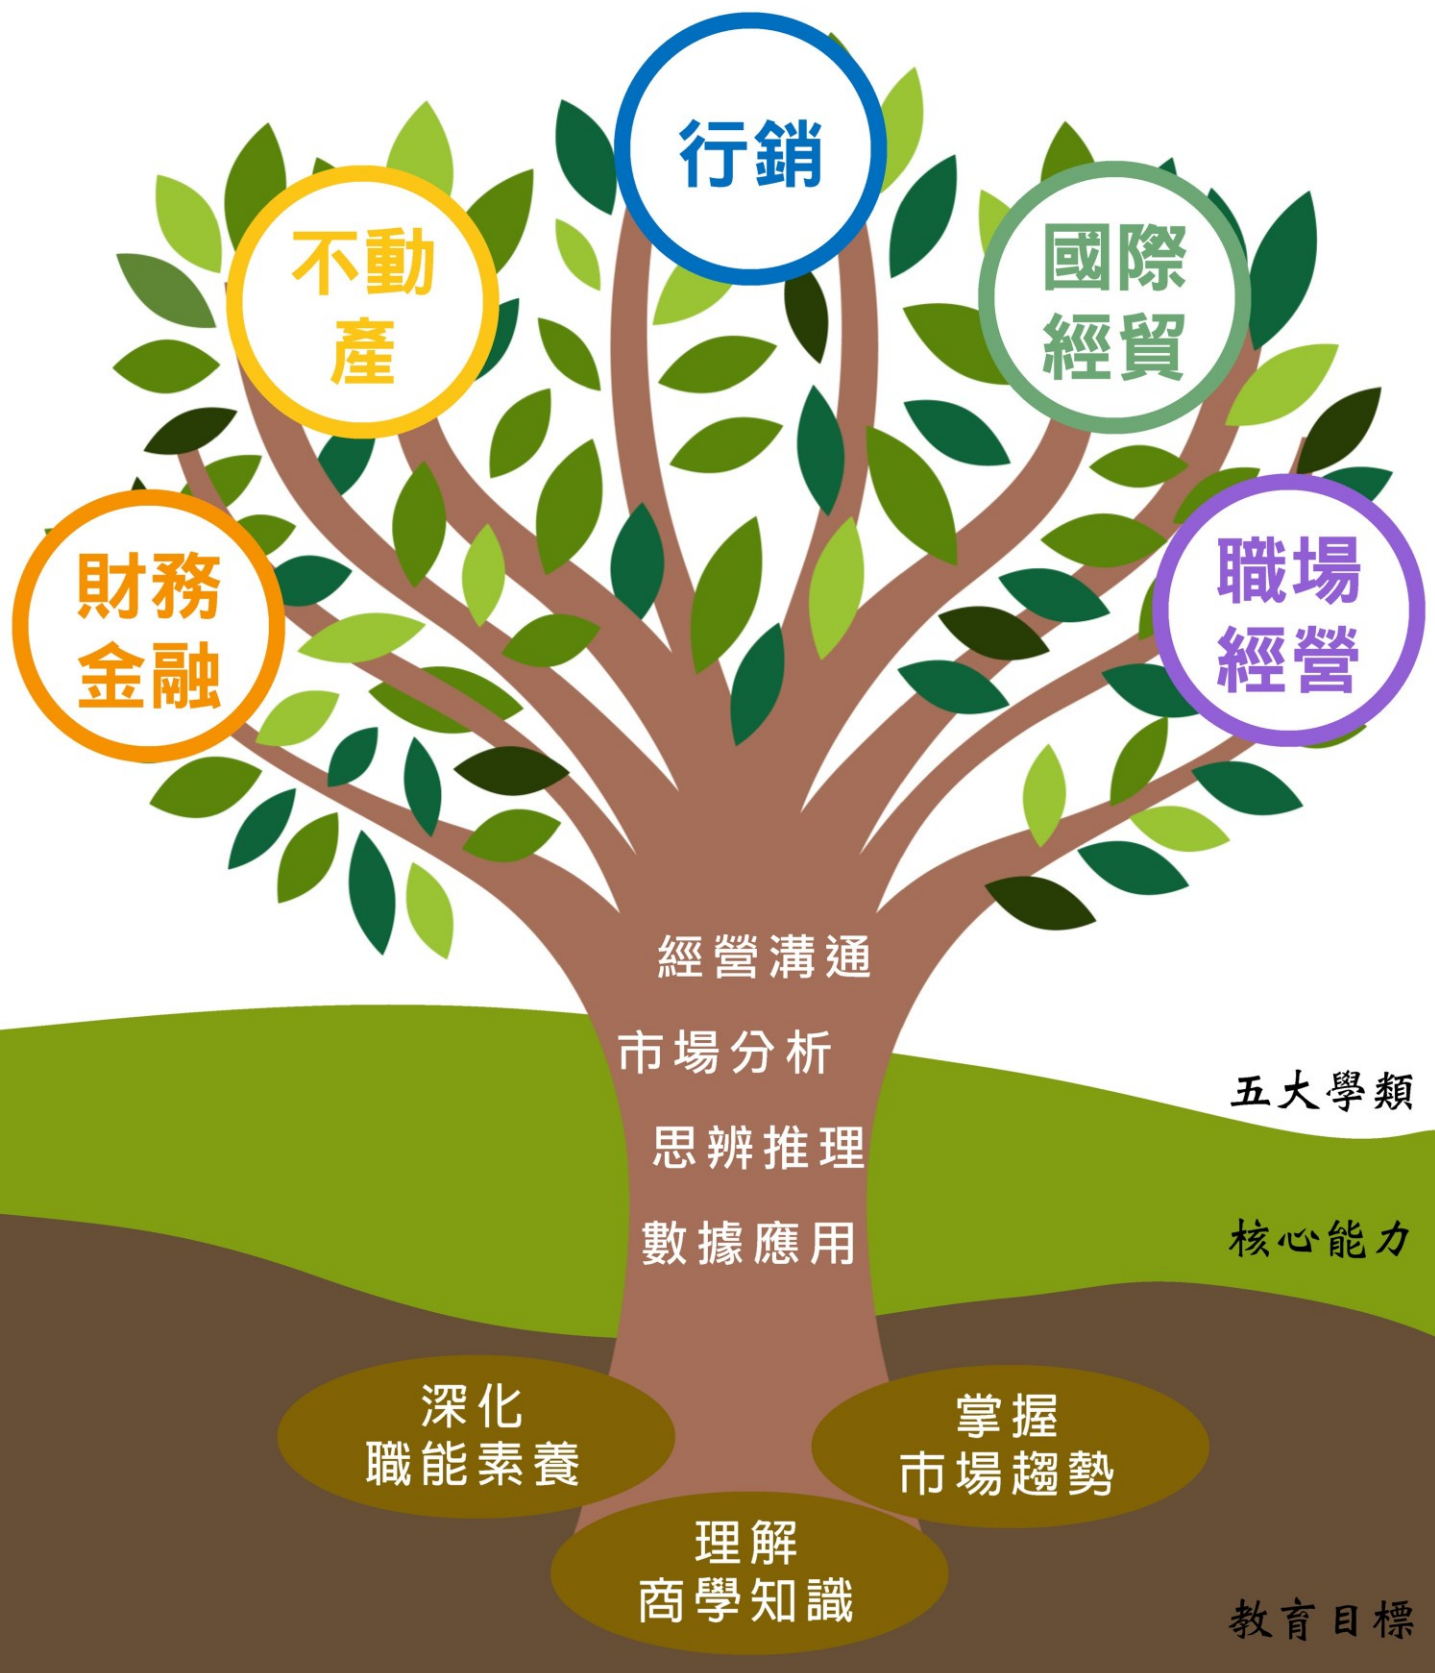 行銷
不動
產
國際
經貿
財務
金融
職場
經營
經營溝通
市場分析
思辨推理
數據應用
五大學類
核心能力
深化
職能素養
掌握
市場趨勢
理解
商學知識
教育目標